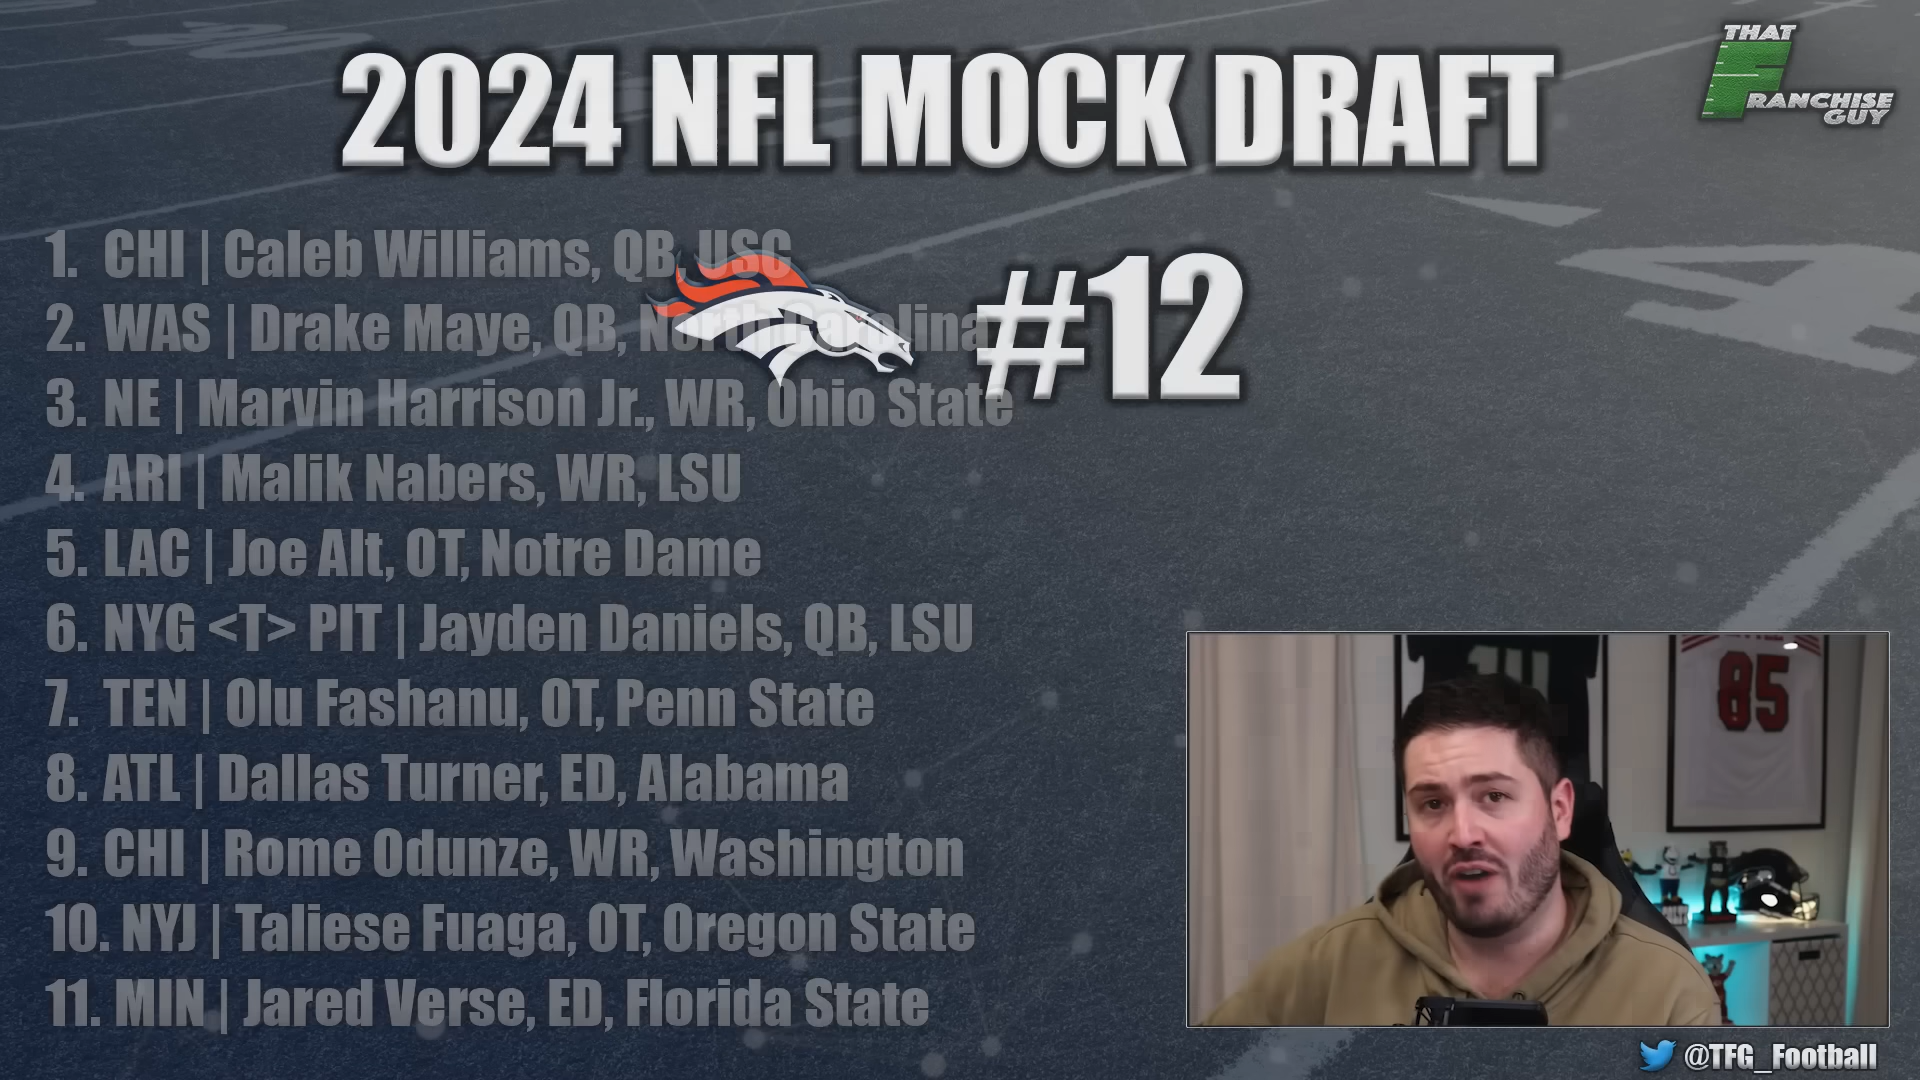 2024 NFL MOCK DRAFT
THAT
FRANCHISE
GUY
#12
1. CHI | Caleb Williams, QB, USC
2. WAS | Drake Maye, QB, North Carolina
3. NE | Marvin Harrison Jr., WR, Ohio State
4. ARI | Malik Nabers, WR, LSU
5. LAC | Joe Alt, OT, Notre Dame
6. NYG <T> PIT | Jayden Daniels, QB, LSU
7. TEN | Olu Fashanu, OT, Penn State
8. ATL | Dallas Turner, ED, Alabama
9. CHI | Rome Odunze, WR, Washington
10. NYJ | Taliese Fuaga, OT, Oregon State
11. MIN | Jared Verse, ED, Florida State
85
@TFG_Football